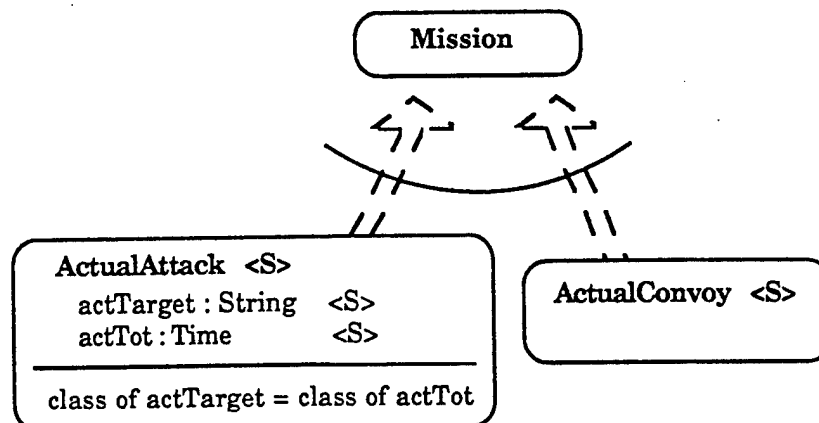 Mission
ActualAttack <S>
actTarget : String <S>
actTot : Time <S>
class of actTarget = class of actTot
ActualConvoy <S>